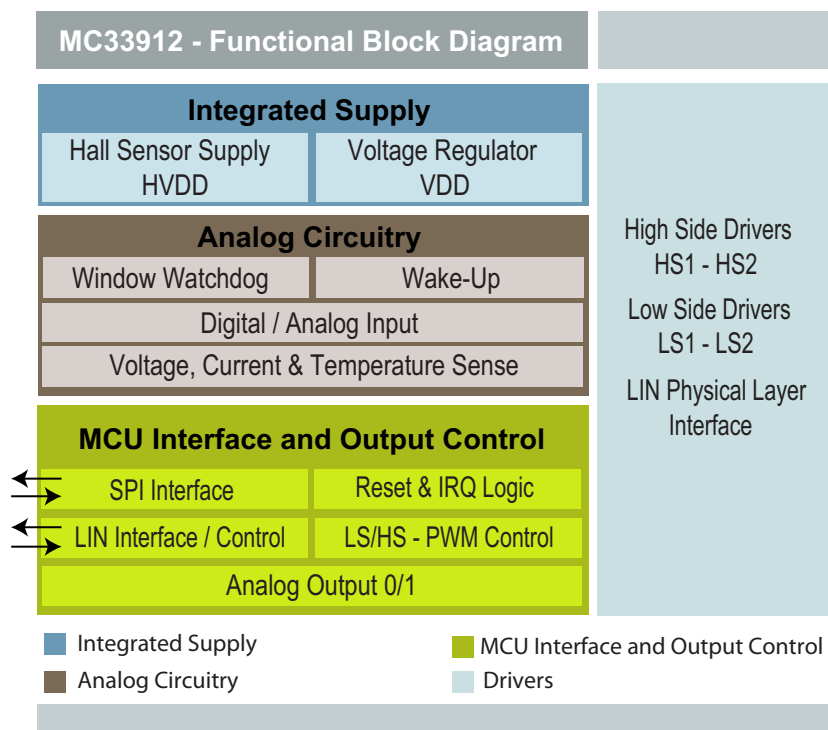 MC33912 - Functional Block Diagram
Integrated Supply
Hall Sensor Supply
HVDD
Voltage Regulator
VDD
Analog Circuitry
Window Watchdog
Wake-Up
Digital / Analog Input
Voltage, Current & Temperature Sense
MCU Interface and Output Control
SPI Interface
Reset & IRQ Logic
LIN Interface / Control
LS/HS - PWM Control
Analog Output 0/1
High Side Drivers
HS1 - HS2
Low Side Drivers
LS1 - LS2
LIN Physical Layer
Interface
Integrated Supply
MCU Interface and Output Control
Analog Circuitry
Drivers